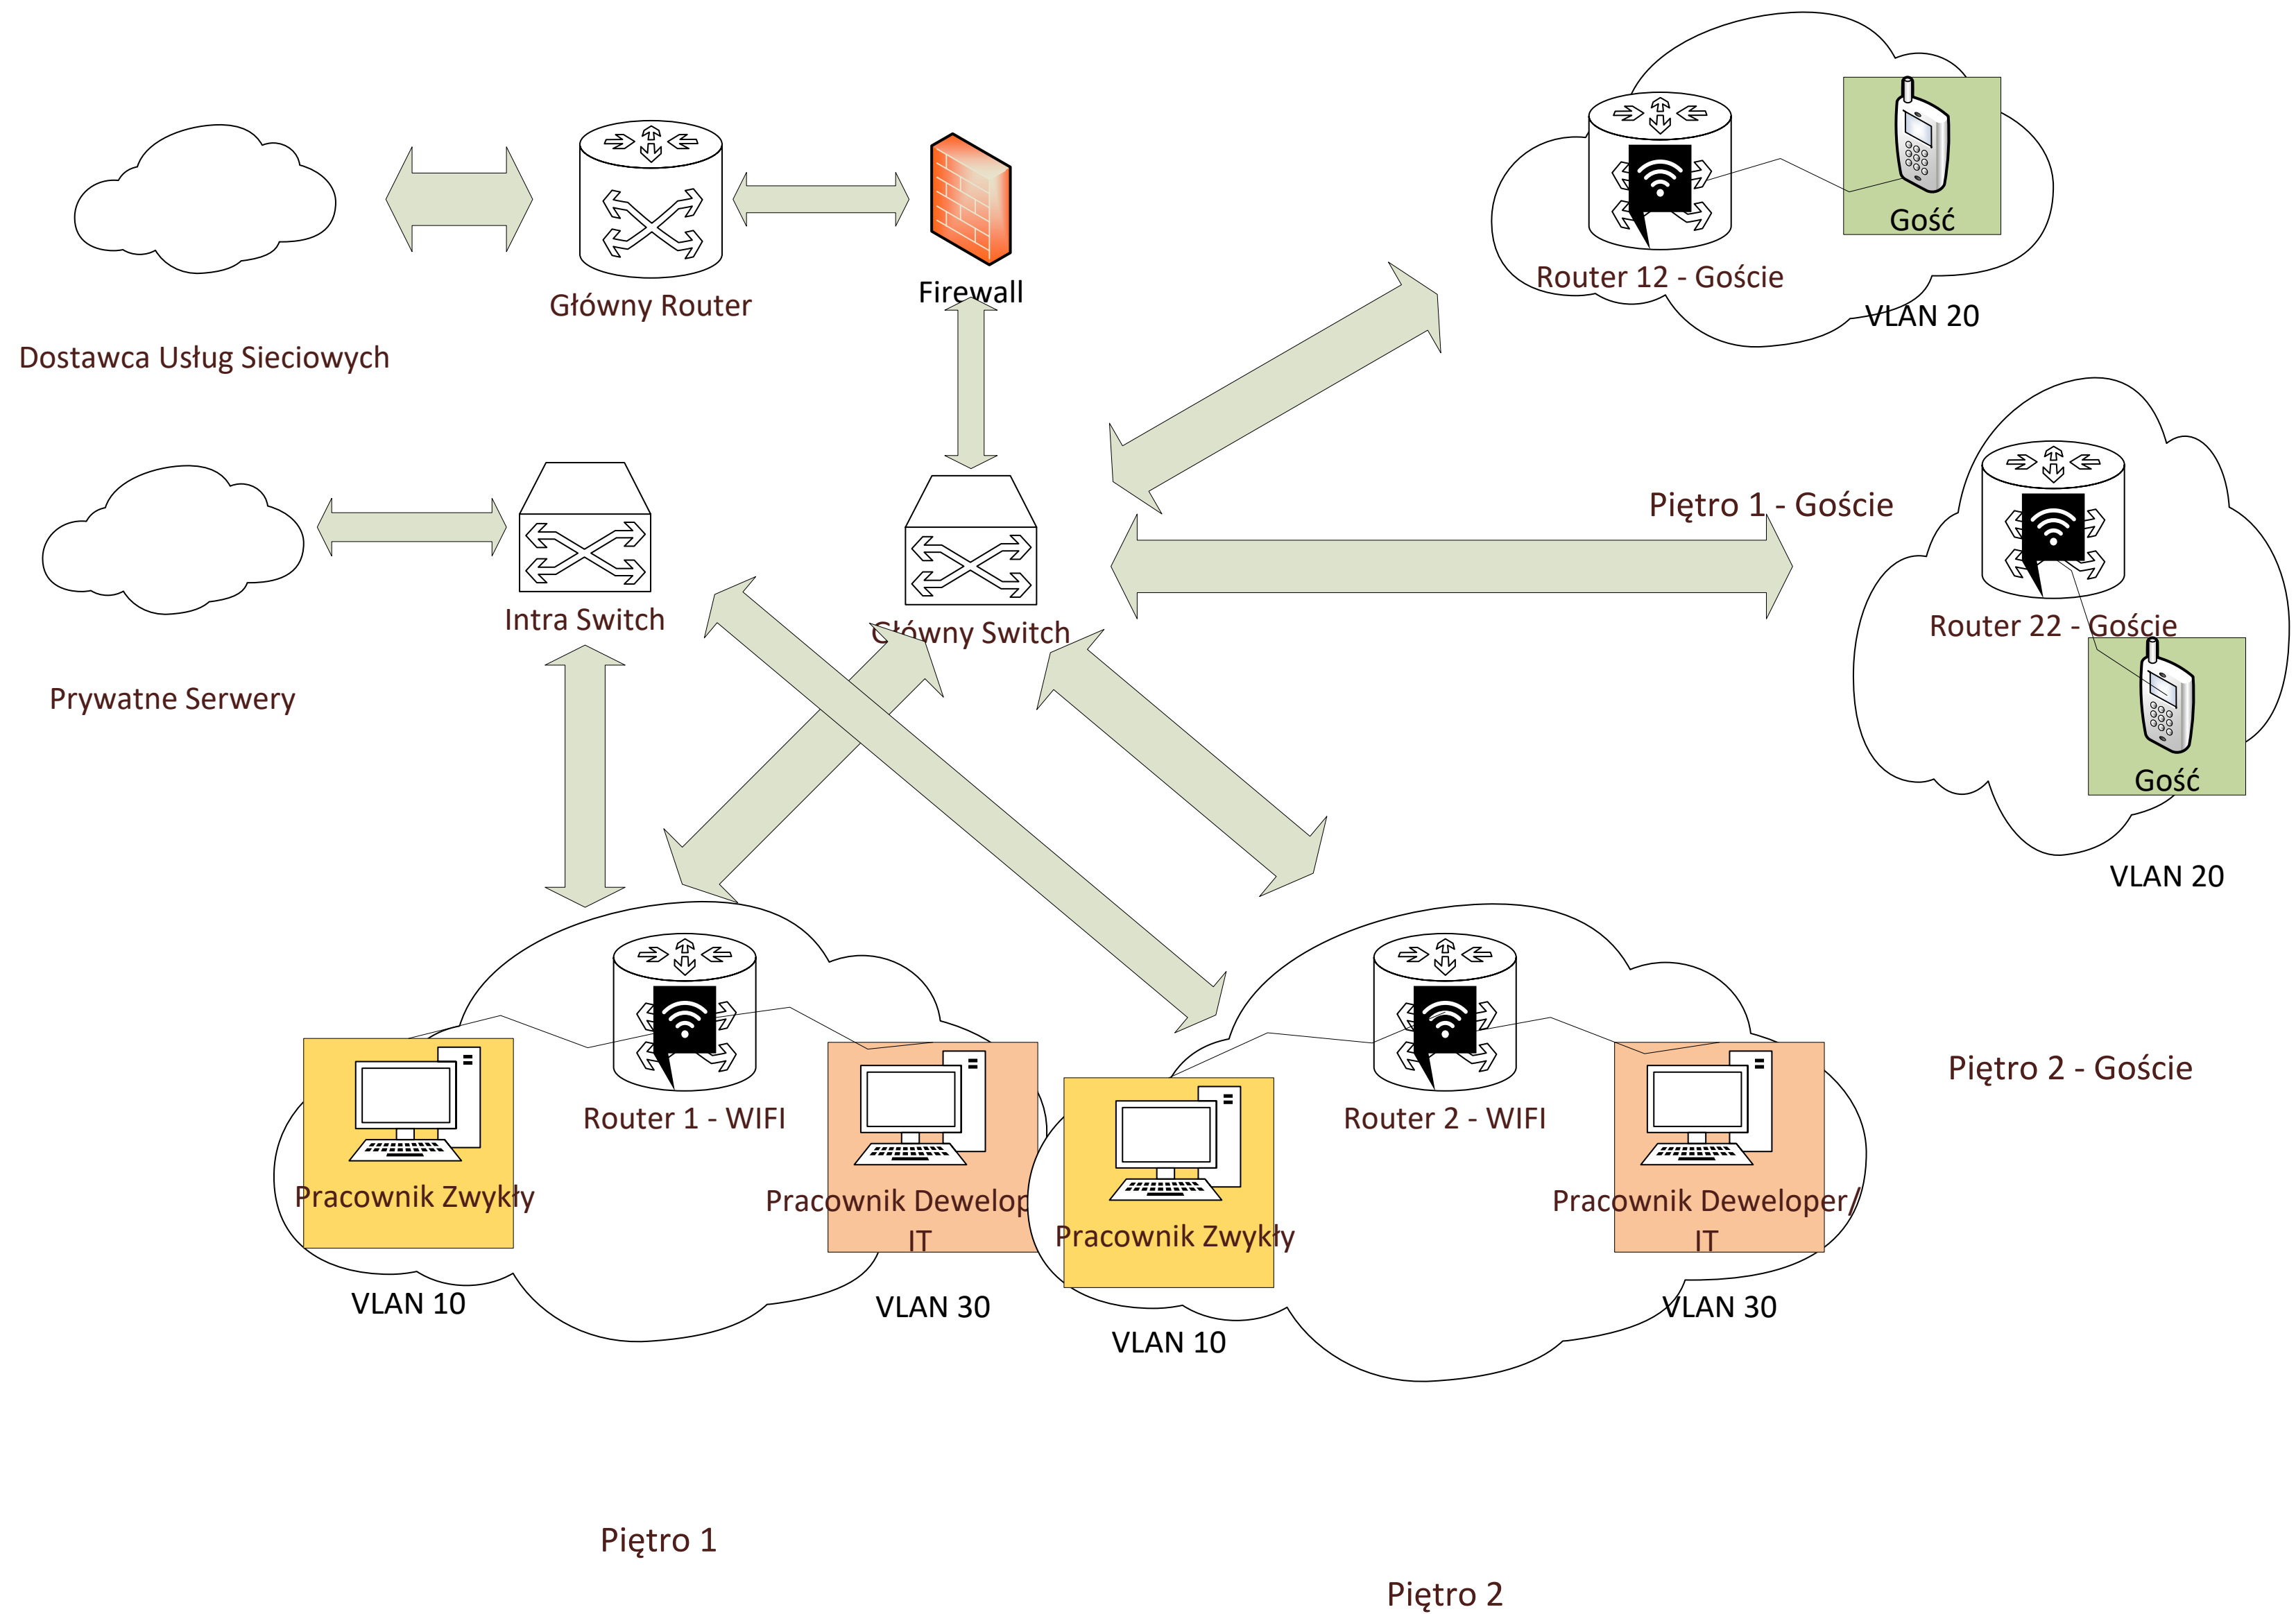 Gość
Router 12 - Goście
VLAN 20
Firewall
Główny Router
Dostawca Usług Sieciowych
Piętro 1 - Goście
Intra Switch
Główny Switch
Router 22 - Goście
Prywatne Serwery
Gość
VLAN 20
Piętro 2 - Goście
Router 1 - WIFI
Router 2 - WIFI
Pracownik Zwykły
Pracownik Dewelop
IT
Pracownik Zwykły
Pracownik Deweloper/
IT
VLAN 10
VLAN 30
VLAN 10
VLAN 30
Piętro 1
Piętro 2